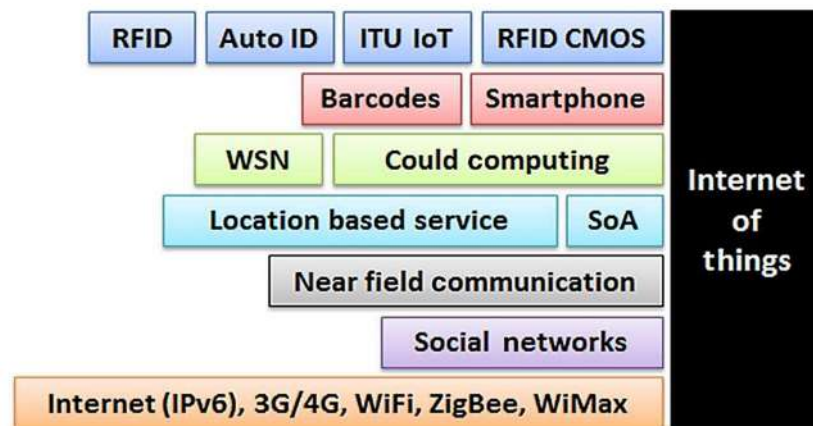 RFID Auto ID ITU IoT RFID CMOS
Barcodes Smartphone
WSN Could computing
Location based service SoA
Near field communication
Social networks
Internet (IPv6), 3G/4G, WiFi, ZigBee, WiMax
Internet
of
things